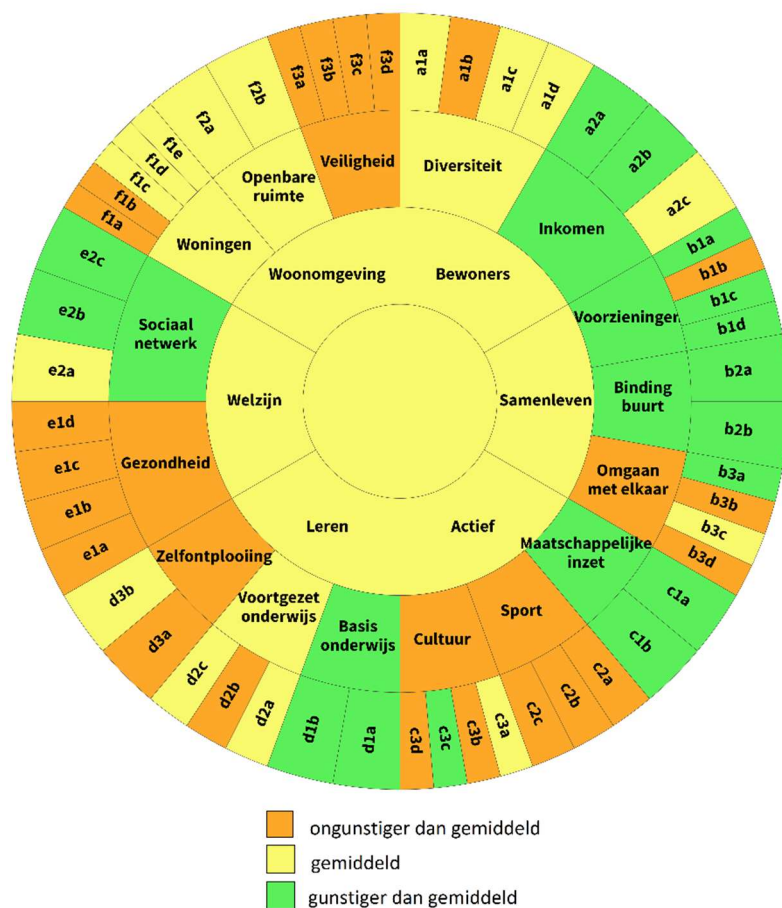 a1a
a1b
a1c
a1d
a2a
a2b
a2c
b1a
b1b
b1c
b1d
b2a
b2b
b3a
b3b
b3c
b3d
c1a
c1b
c2a
c2b
c2c
c3a
c3b
c3c
c3d
d1a
d1b
d2a
d2b
d2c
d3a
d3b
e1a
e1b
e1c
e1d
e2a
e2b
e2c
f1a
f1b
f1c
f1d
f1e
f2a
f2b
f3a
f3b
f3c
f3d
Diversiteit
Inkomen
Voorzieningen
Binding
buurt
Omgaan
met elkaar
Maatschappelijke
inzet
Sport
Cultuur
Basis
onderwijs
Voortgezet
onderwijs
Zelfontplooiing
Gezondheid
Sociaal
netwerk
Woningen
Openbare
ruimte
Veiligheid
Bewoners
Samenleven
Actief
Leren
Welzijn
Woonomgeving
ongunstiger dan gemiddeld
gemiddeld
gunstiger dan gemiddeld